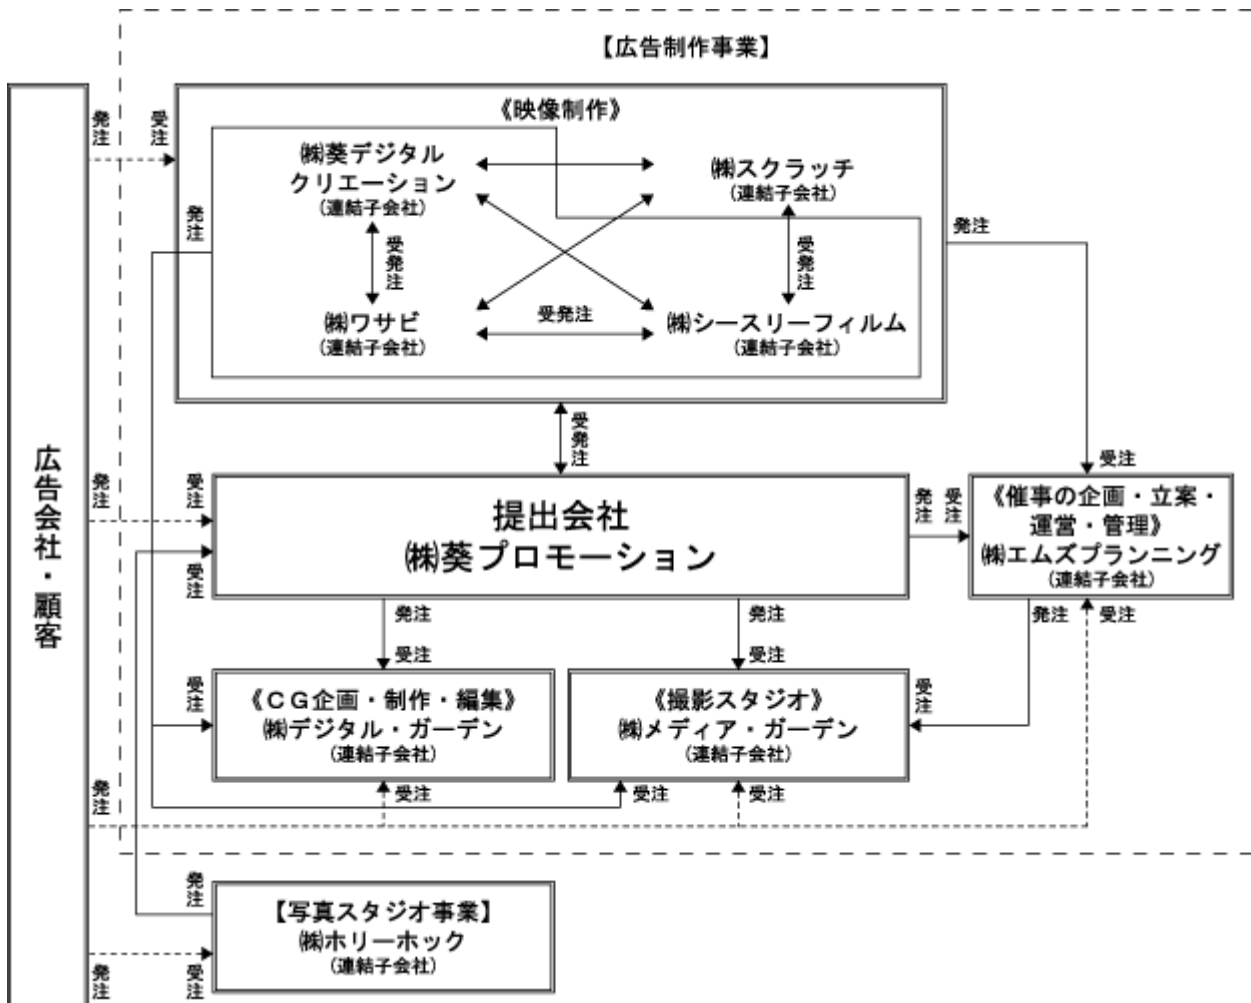 【広告制作事業】
《映像制作》
発注
受注
㈱葵デジタル
クリエーション
(連結子会社)
㈱スクラッチ
(連結子会社)
発注
受発注
受発注
発注
㈱ワサビ
(連結子会社)
受発注
㈱シースリーフィルム
(連結子会社)
受発注
広告会社・顧客
発注
受注
提出会社
㈱葵プロモーション
受注
発注
受注
受注
《催事の企画・立案・
運営・管理》
㈱エムズプランニング
(連結子会社)
発注
受注
発注
受注
発注
受注
受注
《ＣＧ企画・制作・編集》
㈱デジタル・ガーデン
(連結子会社)
《撮影スタジオ》
㈱メディア・ガーデン
(連結子会社)
受注
発注
受注
受注
受注
発注
【写真スタジオ事業】
㈱ホリーホック
(連結子会社)
発注
受注